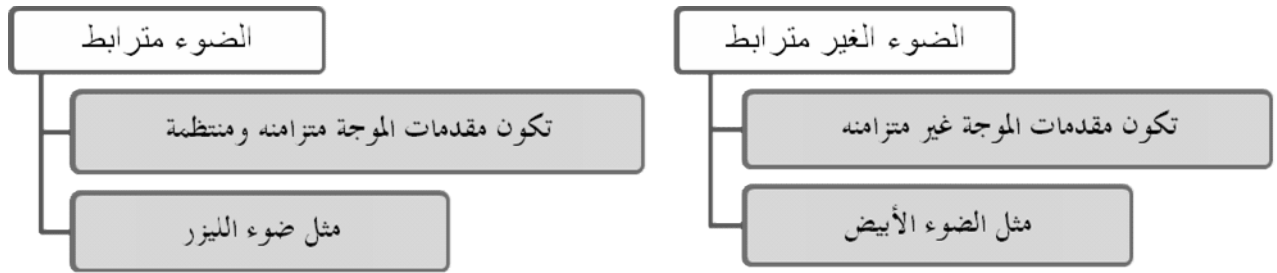 الضوء الغير مترابط
تكون مقدمات الموجة غير متزامنه
مثل الضوء الأبيض
الضوء مترابط
تكون مقدمات الموجة متزامنه ومنتظمة
مثل ضوء الليزر